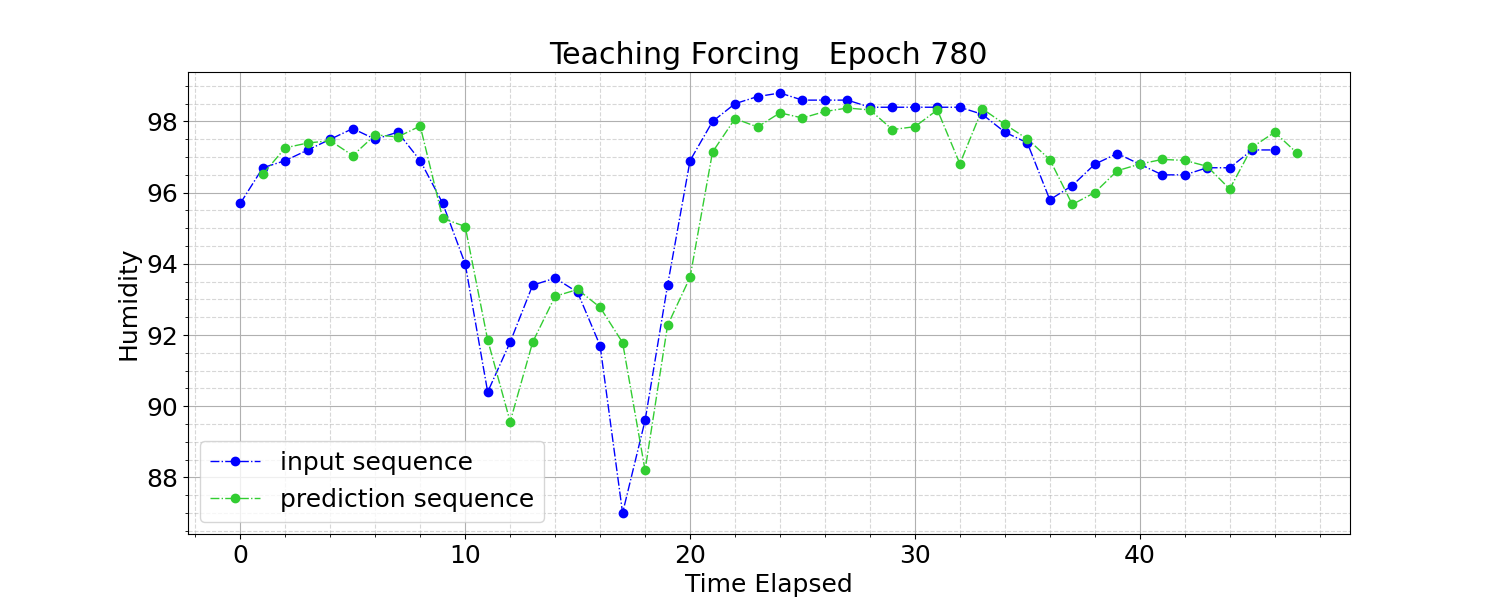 Teaching Forcing   Epoch 780
Humidity
98
96
94
92
90
88
input sequence
prediction sequence
0 10 20 30 40
Time Elapsed